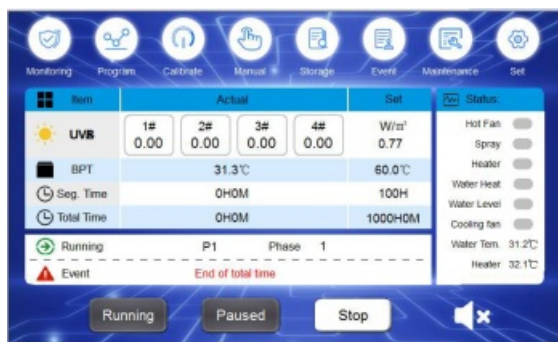 Monitoring Program Calibrate Manual Storage Event Maintenance Set
Item Actual Set Status:
1# 2# 3# 4# W/m² Hot Fan
UVB 0.00 0.00 0.00 0.00 0.77 Spray
BPT 31.3℃ 60.0℃ Heater
Seg. Time 0H0M 100H Water Heat
Water Level
Total Time 0H0M 1000H0M Cooling fan
Running P1 Phase 1 Water Tem. 31.2℃
Event End of total time Heater 32.1℃
Running Paused Stop